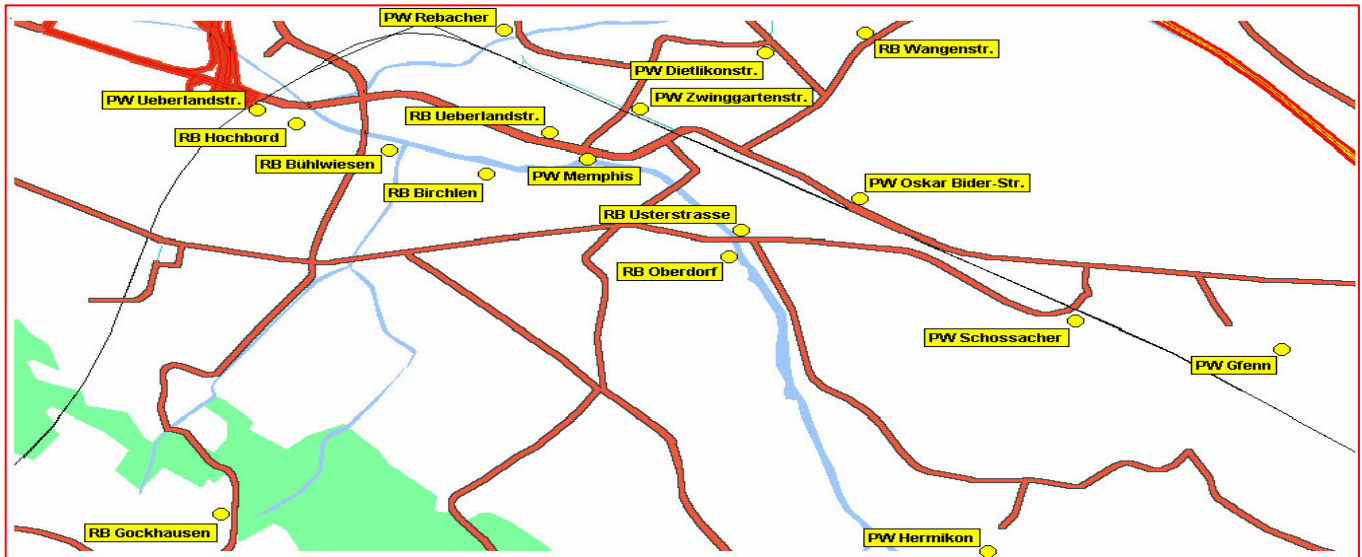 PW Rebacher
RB Wangenstr.
PW Dietlikonstr.
PW Ueberlandstr.
PW Zwinggartenstr.
RB Ueberlandstr.
RB Hochbord
RB Bühlwiesen
PW Memphis
RB Birchlen
PW Oskar Bider-Str.
RB Usterstrasse
RB Oberdorf
PW Schossacher
PW Gfenn
RB Gockhausen
PW Hermikon